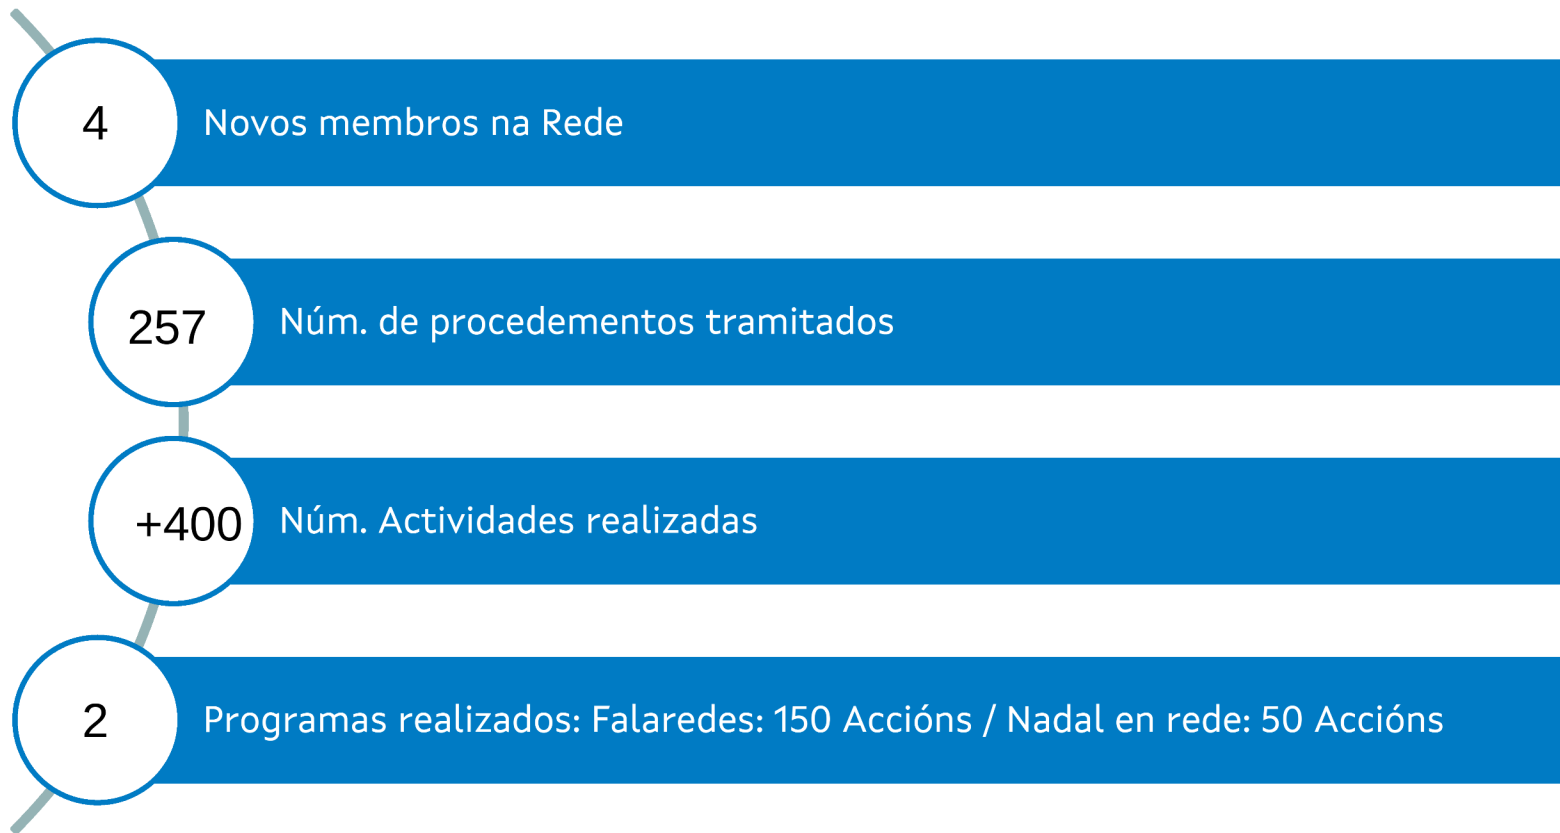 4
Novos membros na Rede
257
Núm. de procedementos tramitados
+400
Núm. Actividades realizadas
2
Programas realizados: Falaredes: 150 Accións / Nadal en rede: 50 Accións